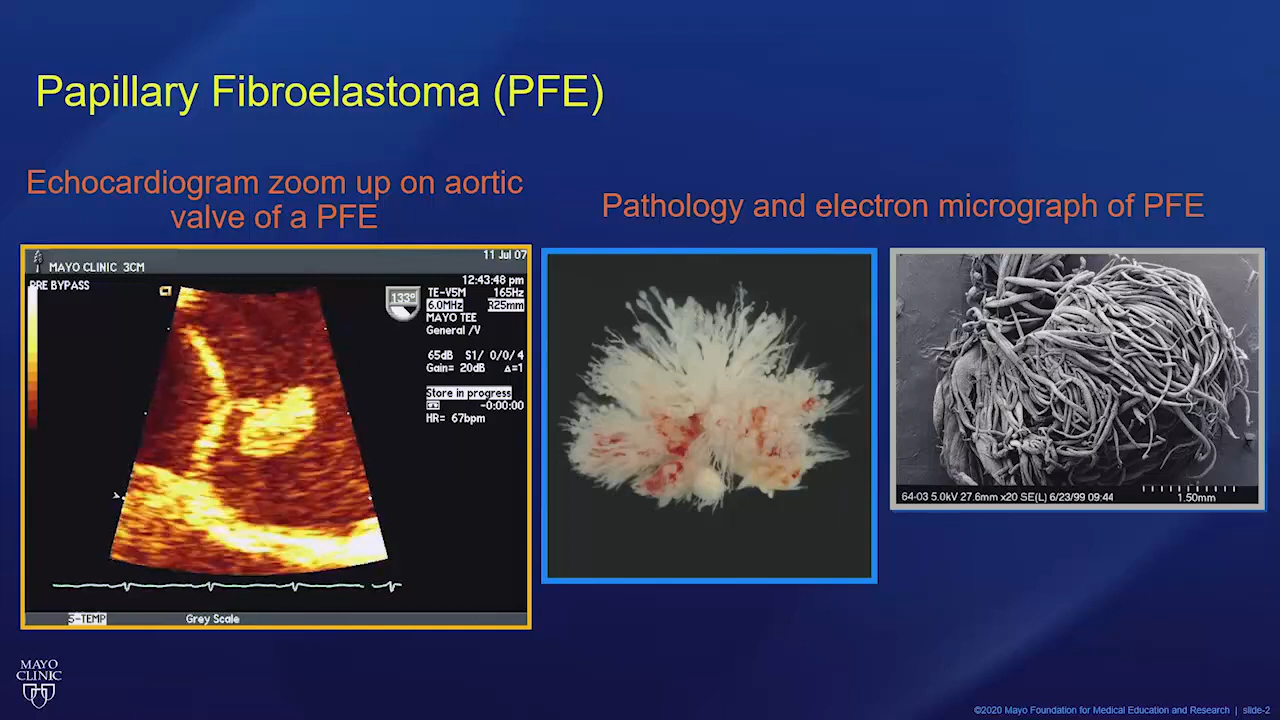 Papillary Fibroelastoma (PFE)
Echocardiogram zoom up on aortic
valve of a PFE
Pathology and electron micrograph of PFE
11 Jul 07
MAYO CLINIC 3CM
PRE BYPASS
12:43:48 pm
TE-V5M 165Hz
6.0MHz R25mm
MAYO TEE
General /V
133°
65dB S1/ 0/0/4
Gain= 20dB Δ=1
Store in progress
-0:00:00
HR= 67bpm
S-TEMP Grey Scale
64-03 5.0kV 27.6mm x20 SE(L) 6/23/99 09:44 1.50mm
MAYO
CLINIC
©2020 Mayo Foundation for Medical Education and Research | slide-2